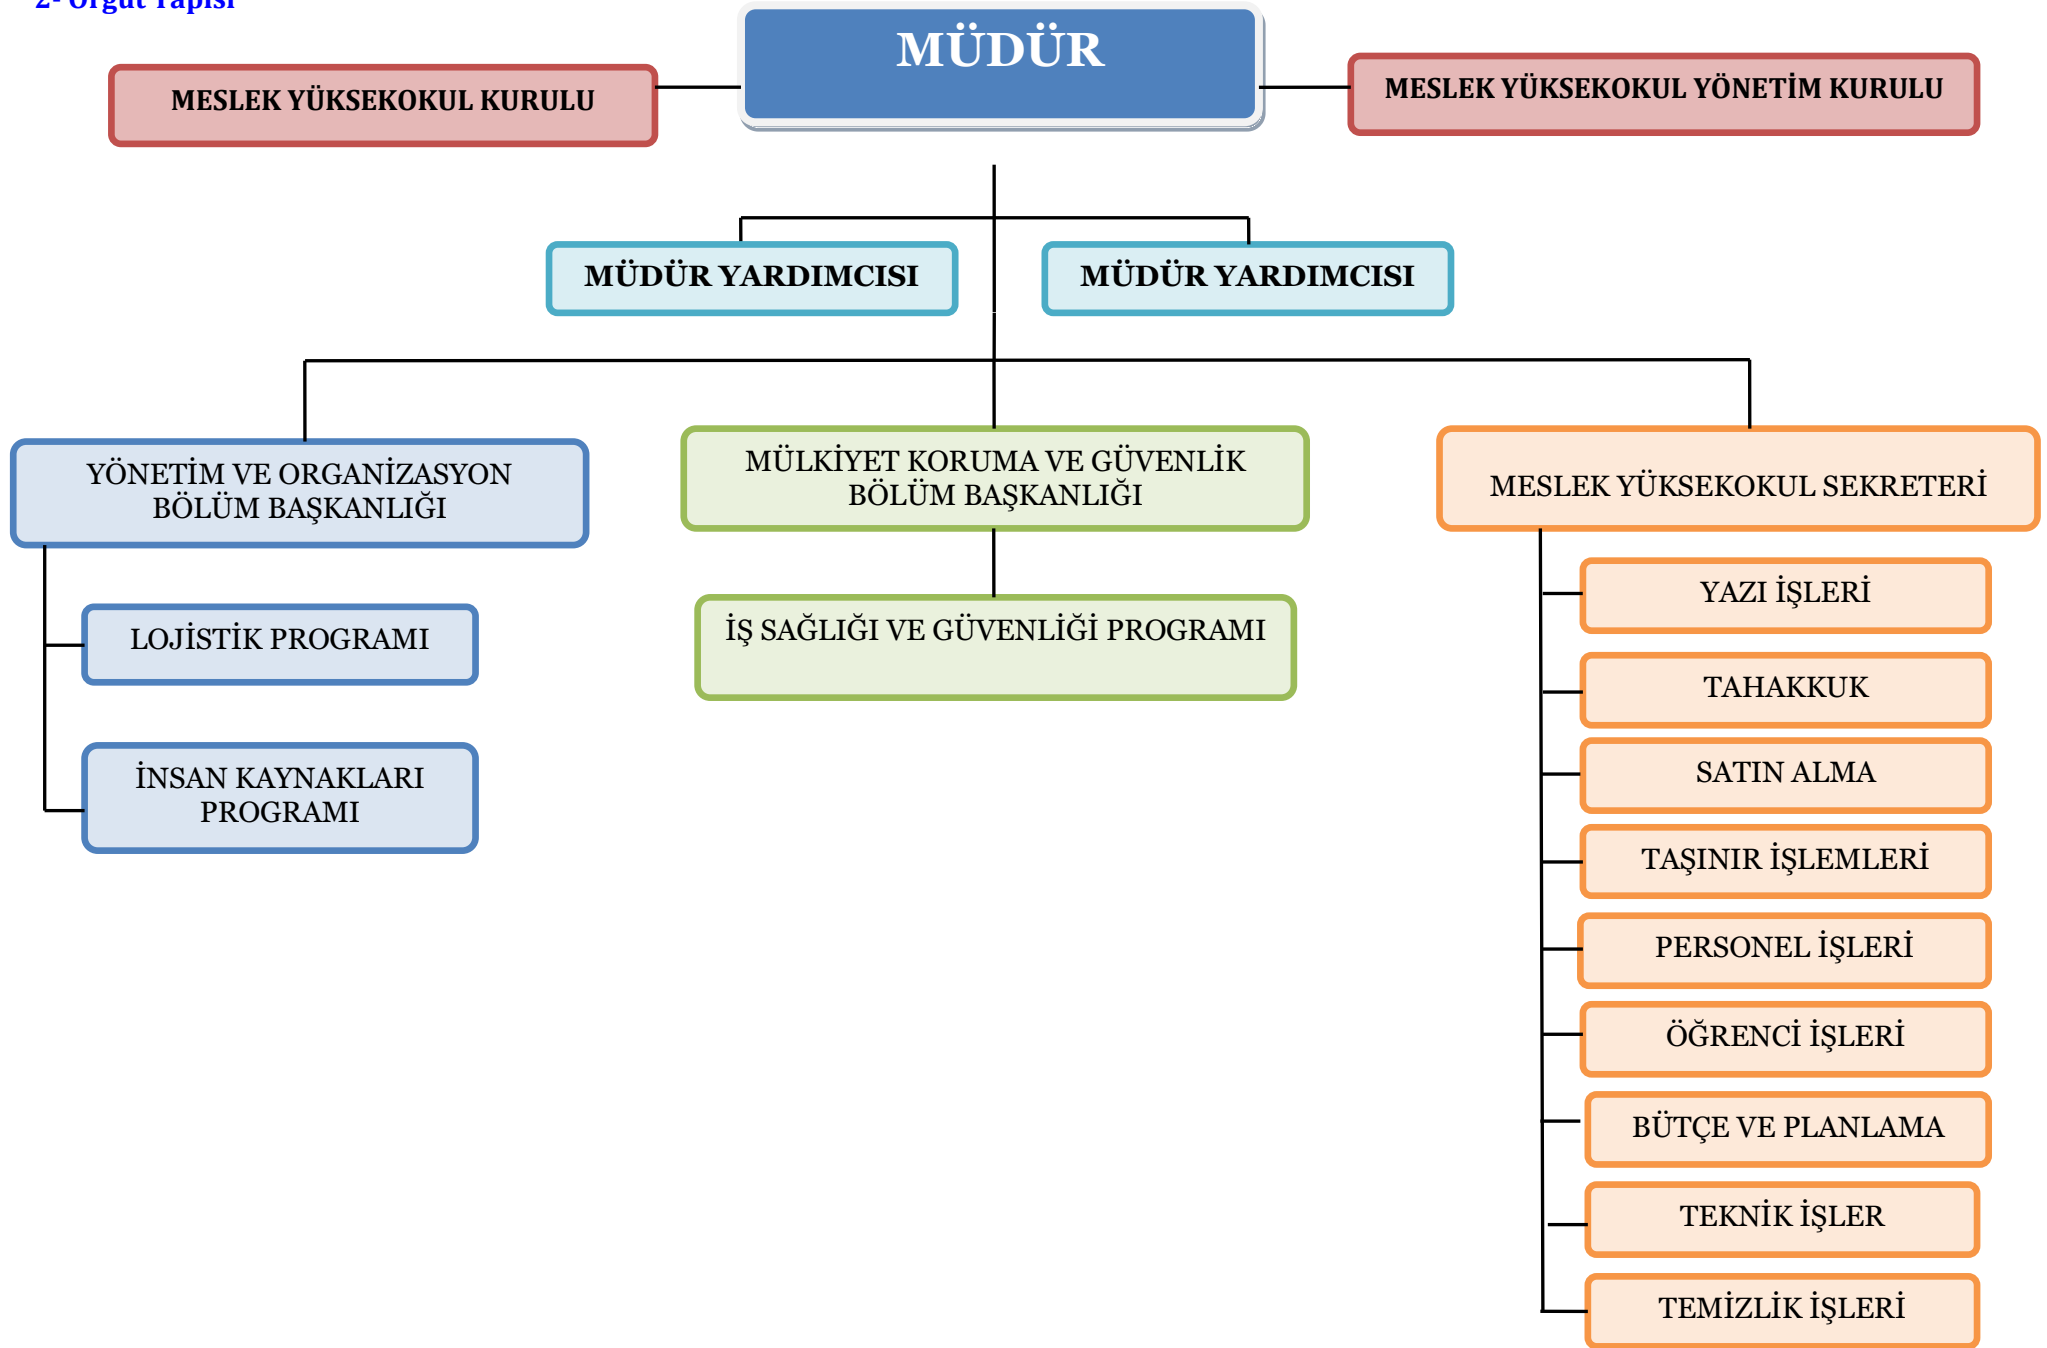 2- Örgüt Yapısı
MÜDÜR
MESLEK YÜKSEKOKUL KURULU
MESLEK YÜKSEKOKUL YÖNETİM KURULU
MÜDÜR YARDIMCISI
MÜDÜR YARDIMCISI
YÖNETİM VE ORGANİZASYON
BÖLÜM BAŞKANLIĞI
LOJİSTİK PROGRAMI
İNSAN KAYNAKLARI
PROGRAMI
MÜLKİYET KORUMA VE GÜVENLİK
BÖLÜM BAŞKANLIĞI
İŞ SAĞLIĞI VE GÜVENLİĞİ PROGRAMI
MESLEK YÜKSEKOKUL SEKRETERİ
YAZI İŞLERİ
TAHAKKUK
SATIN ALMA
TAŞINIR İŞLEMLERİ
PERSONEL İŞLERİ
ÖĞRENCİ İŞLERİ
BÜTÇE VE PLANLAMA
TEKNİK İŞLER
TEMİZLİK İŞLERİ